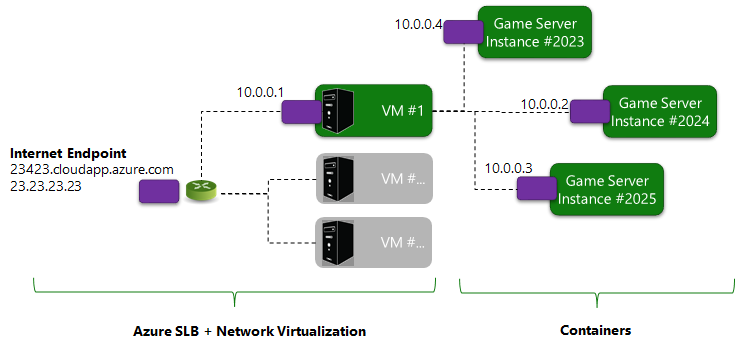 10.0.0.4
Game Server
Instance #2023
10.0.0.1
VM #1
10.0.0.2
Game Server
Instance #2024
Internet Endpoint
23423.cloudapp.azure.com
23.23.23.23
VM #...
10.0.0.3
Game Server
Instance #2025
VM #...
Azure SLB + Network Virtualization
Containers